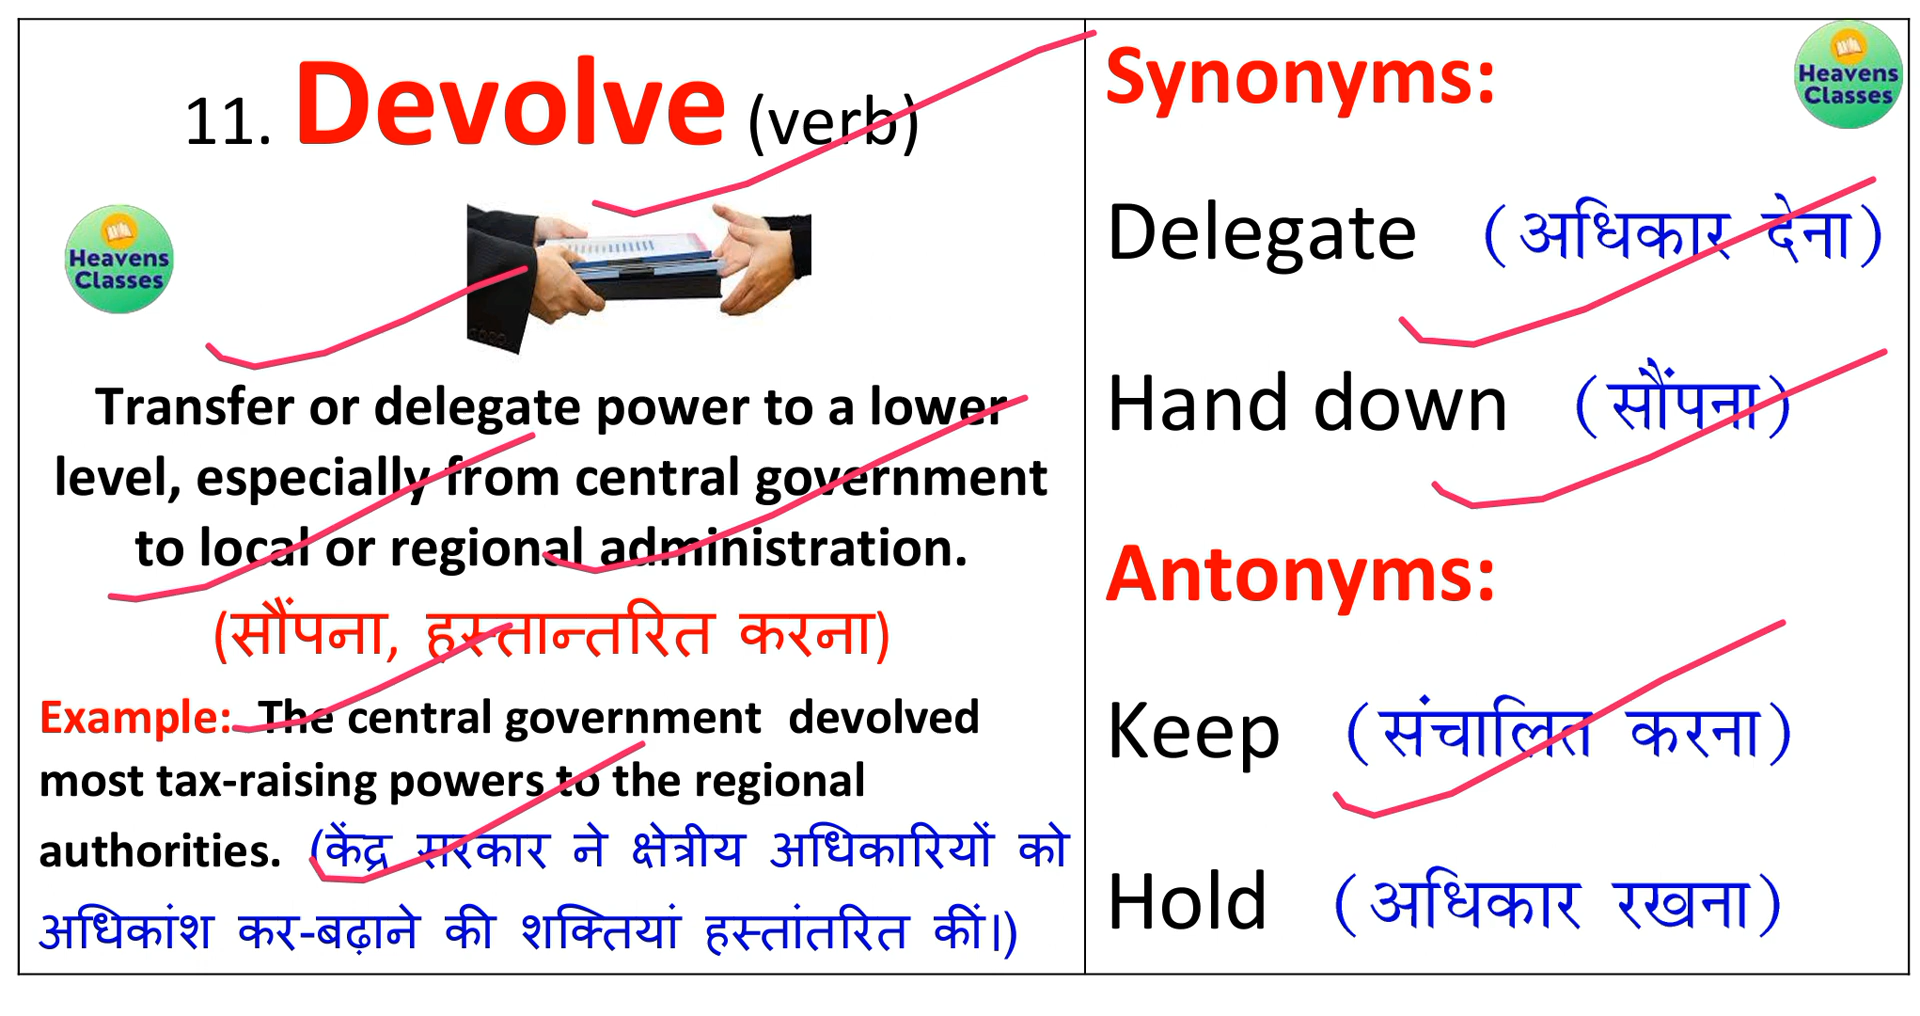 11. Devolve (verb)
Heavens
Classes
Transfer or delegate power to a lower
level, especially from central government
to local or regional administration.
(सौंपना, हस्तान्तरित करना)
Example: The central government devolved
most tax-raising powers to the regional
authorities. (केंद्र सरकार ने क्षेत्रीय अधिकारियों को
अधिकांश कर-बढ़ाने की शक्तियां हस्तांतरित कीं।)
Synonyms:
Heavens
Classes
Delegate (अधिकार देना)
Hand down (सौंपना)
Antonyms:
Keep (संचालित करना)
Hold (अधिकार रखना)